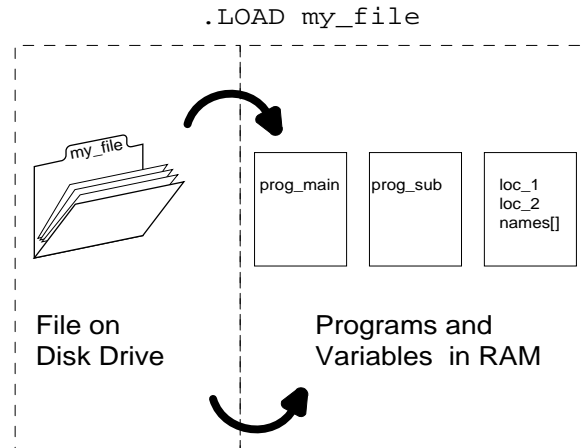 .LOAD my_file
my_file
prog_main
prog_sub
loc_1
loc_2
names[]
File on
Disk Drive
Programs and
Variables in RAM